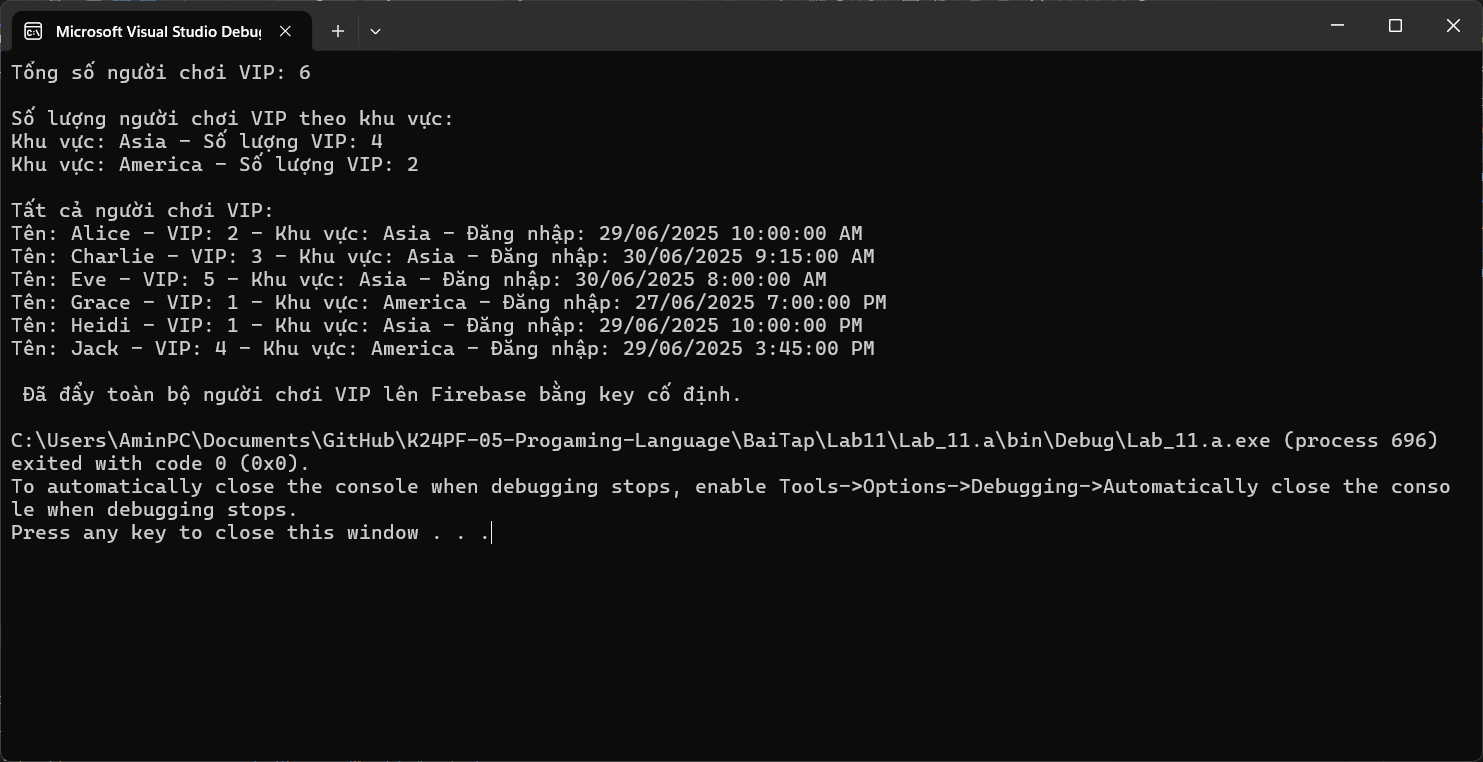 Microsoft Visual Studio Debug
Tổng số người chơi VIP: 6
Số lượng người chơi VIP theo khu vực:
Khu vực: Asia - Số lượng VIP: 4
Khu vực: America - Số lượng VIP: 2
Tất cả người chơi VIP:
Tên: Alice - VIP: 2 - Khu vực: Asia - Đăng nhập: 29/06/2025 10:00:00 AM
Tên: Charlie - VIP: 3 - Khu vực: Asia - Đăng nhập: 30/06/2025 9:15:00 AM
Tên: Eve - VIP: 5 - Khu vực: Asia - Đăng nhập: 30/06/2025 8:00:00 AM
Tên: Grace - VIP: 1 - Khu vực: America - Đăng nhập: 27/06/2025 7:00:00 PM
Tên: Heidi - VIP: 1 - Khu vực: Asia - Đăng nhập: 29/06/2025 10:00:00 PM
Tên: Jack - VIP: 4 - Khu vực: America - Đăng nhập: 29/06/2025 3:45:00 PM
Đã đẩy toàn bộ người chơi VIP lên Firebase bằng key cố định.
C:\Users\AminPC\Documents\GitHub\K24PF-05-Progaming-Language\BaiTap\Lab11\Lab_11.a\bin\Debug\Lab_11.a.exe (process 696)
exited with code 0 (0x0).
To automatically close the console when debugging stops, enable Tools->Options->Debugging->Automatically close the conso
le when debugging stops.
Press any key to close this window . . .